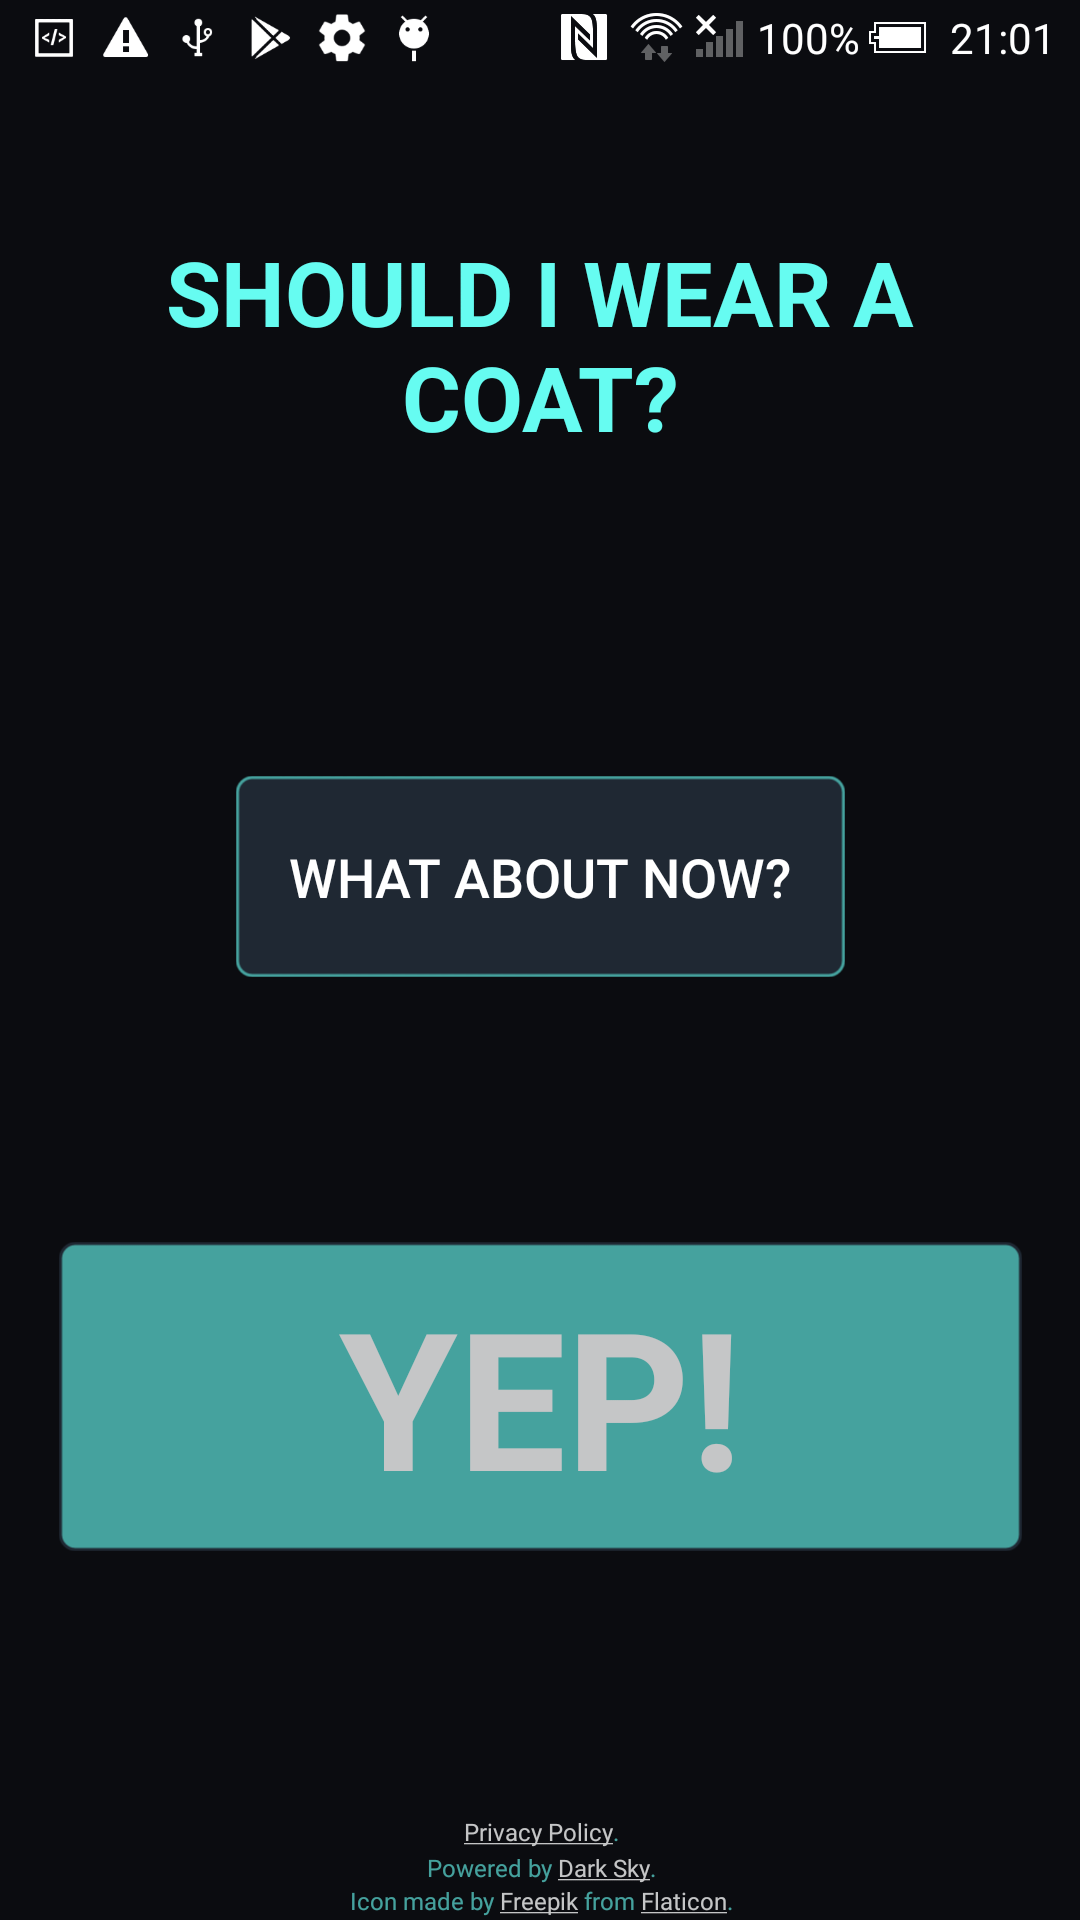 100% 21:01
SHOULD I WEAR A
COAT?
WHAT ABOUT NOW?
YEP!
Privacy Policy.
Powered by Dark Sky.
Icon made by Freepik from Flaticon.